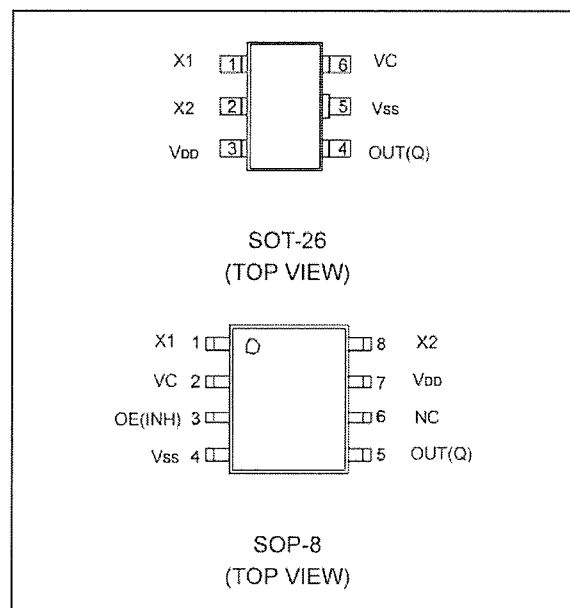 X1 1 6 VC
X2 2 5 Vss
VDD 3 4 OUT(Q)
SOT-26
(TOP VIEW)
X1 1 8 X2
VC 2 7 VDD
OE(INH) 3 6 NC
Vss 4 5 OUT(Q)
SOP-8
(TOP VIEW)